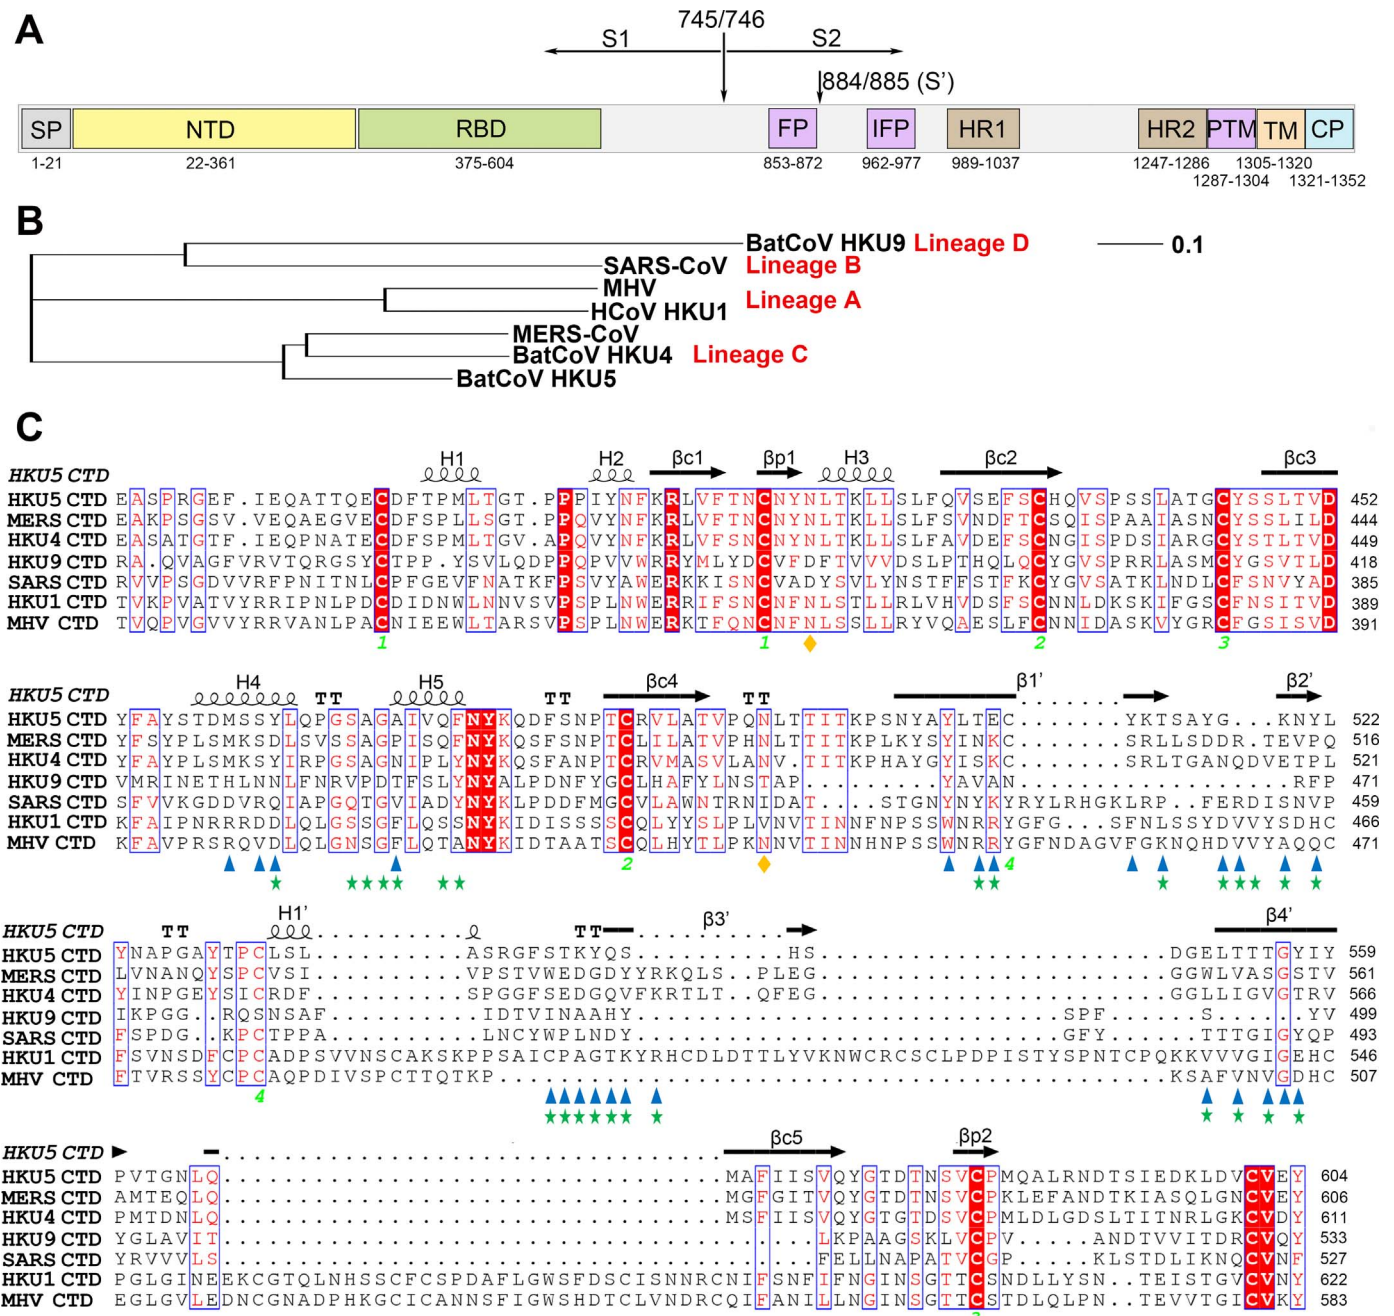 A
745/746
S1 S2
884/885 (S')
SP NTD RBD FP IFP HR1 HR2 PTM TM CP
1-21 22-361 375-604 853-872 962-977 989-1037 1247-1286 1305-1320
1287-1304 1321-1352
B
BatCoV HKU9 Lineage D 0.1
SARS-CoV Lineage B
MHV
Lineage A
HCoV HKU1
MERS-CoV
BatCoV HKU4 Lineage C
BatCoV HKU5
C
H1 H2 βc1 βp1 H3 βc2 βc3
HKU5 CTD
HKU5 CTD EASPRGEF.IEQATTQECDFTPMLTGT.PPPIYNFKRLVFTNCNYNLTKLLSLFQVSEFSCHQVSPSSLATGCYSSLTVD 452
MERS CTD EAKPSGSV.VEQAEGVECDFSPLLSGT.PPQVYNFKRLVFTNCNYNLTKLLSLFSVNDFTCSQISPAAIASNCYSSLILD 444
HKU4 CTD EASATGTF.IEQPNATECDFSPMLTGV.APQVYNFKRLVFSNCNYNLTKLLSLFAVDEFSCNGISPDSIARGCYSTLTVD 449
HKU9 CTD RA.QVAGFVRVTQRGSYCTPP.YSVLQDPPQPVVWRRYMLYDCVFDFTVVVDSLPTHQLQCYGVSPRRLASMCYGSVTLD 418
SARS CTD RVVPSGDVVRFPNITNLCPFGEVFNATKFPSVYAWERKKISNCVADYSVLYNSTFFSTFKCYGVSATKLNDLCFSNVYAD 385
HKU1 CTD TVKPVATVYRRIPNLPDCDIDNWLNNVSVPSPLNWERRIFSNCNFNLSTLLRLVHVDSFSCNNLDKSKIFGSCFNSITVD 389
MHV CTD TVQPVGVVYRRVANLPACNIEEWLTARSVPSPLNWERKTFQNCNFNLSSLLRYVQAESLFCNNIDASKVYGRCFGSISVD 391
1 1 2 3
H4 TT H5 TT βc4 TT β1' β2'
HKU5 CTD
HKU5 CTD YFAYSTDMSSYLQPGSAGAIVQFNYKQDFSNPTCRVLATVPQNLTTITKPSNYAYLTEC.......YKTSAYG...KNYL 522
MERS CTD YFSYPLSMKSDLSVSSAGPISQFNYKQSFSNPTCLILATVPHNLTTITKPLKYSYINKC.......SRLLSDDR.TEVPQ 516
HKU4 CTD YFAYPLSMKSYIRPGSAGNIPLYNYKQSFANPTCRVMASVLANV.TITKPHAYGYISKC.......SRLTGANQDVETPL 521
HKU9 CTD VMRINETHLNNLFNRVPDTFSLYNYALPDNFYGCLHAFYLNSTAP....YAVAN..................RFP 471
SARS CTD SFVVKGDDVRQIAPGQTGVIADYNYKLPDDFMGCVLAWNTRNIDAT....STGNYNYKYRYLRHGKLRP..FERDISNVP 459
HKU1 CTD KFAIPNRRRDDLQLGSSGFLQSSNYKIDISSSSCQLYYSLPLVNVTINNFNPSSWNRRYGFG...SFNLSSYDVVYSDHC 466
MHV CTD KFAVPRSRQVDLQLGNSGFLQTANYKIDTAATSCQLHYTLPKNNVTINNHNPSSWNRRYGFNDAGVFGKNQHDVVYAQQC 471
2 4
TT H1' TT β3' β4'
HKU5 CTD
HKU5 CTD YNAPGAYTPCLSL..........ASRGFSTKYQS..........HS.......................DGELTTTGYIY 559
MERS CTD LVNANQYSPCVSI..........VPSTVWEDGDYYRKQLS..PLEG.......................GGWLVASGSTV 561
HKU4 CTD YINPGEYSICRDF..........SPGGFSEDGQVFKRTLT..QFEG.......................GGLLIGVGTRV 566
HKU9 CTD IKPGG..RQSNSAF.........IDTVINAAHY............................SPF......S......YV 499
SARS CTD FSPDG..KPCTPPA.........LNCYWPLNDY............................GFY......TTTGIGYQP 493
HKU1 CTD FSVNSDFCPCADPSVVNSCAKSKPPSAICPAGTKYRHCDLDTTLYVKNWCRCSCLPDPISTYSPNTCPQKKVVVGIGEHC 546
MHV CTD FTVRSSYCPCAQPDIVSPCTTQTKP............................................KSAFVNVGDHC 507
4
βc5 βp2
HKU5 CTD
HKU5 CTD PVTGNLQ.................................MAFIISVQYGTDTNSVCPMQALRNDTSIEDKLDVCVEY 604
MERS CTD AMTEQLQ.................................MGFGITVQYGTDTNSVCPKLEFANDTKIASQLGNCVEY 606
HKU4 CTD PMTDNLQ.................................MSFIISVQYGTGTDSVCPMLDLGDSLTITNRLGKCVDY 611
HKU9 CTD YGLAVIT.......................................LKPAAGSKLVCPV.....ANDTVVITDRCVQY 533
SARS CTD YRVVVLS.......................................FELLNAPATVCGP.....KLSTDLIKNQCVNF 527
HKU1 CTD PGLGINEEKCGTQLNHSSCFCSPDAFLGWSFDSCISNNRCNIFSNFIFNGINSGTTCSNDLLYSN..TEISTGVCVNY 622
MHV CTD EGLGVLEDNCGNADPHKGCICANNSFIGWSHDTCLVNDRCQIFANILLNGINSGTTCSTDLQLPN..TEVVTGICVKY 583